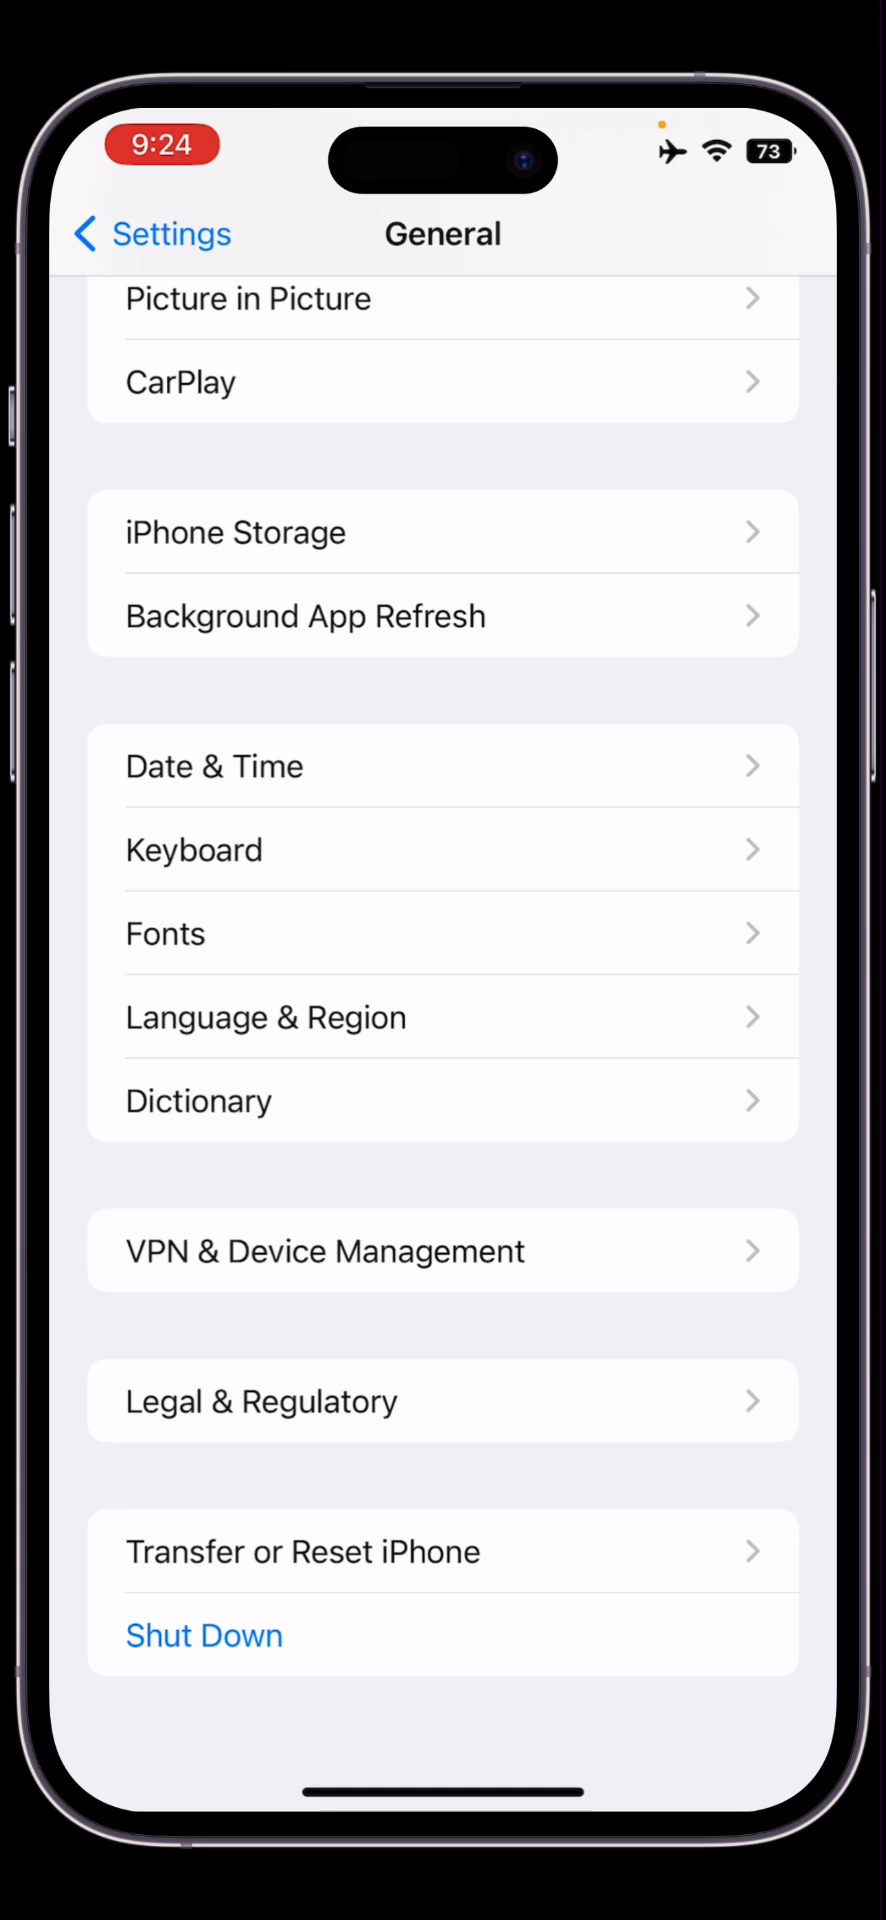 9:24
73
Settings
General
Picture in Picture
CarPlay
iPhone Storage
Background App Refresh
Date & Time
Keyboard
Fonts
Language & Region
Dictionary
VPN & Device Management
Legal & Regulatory
Transfer or Reset iPhone
Shut Down